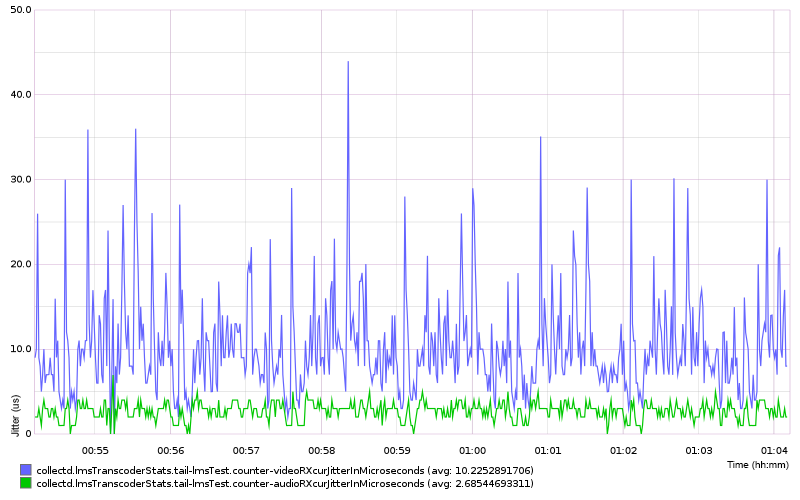 50.0
40.0
30.0
20.0
10.0
0
Jitter (us)
00:55 00:56 00:57 00:58 00:59 01:00 01:01 01:02 01:03 01:04
Time (hh:mm)
collectd.lmsTranscoderStats.tail-lmsTest.counter-videoRXcurJitterInMicroseconds (avg: 10.2252891706)
collectd.lmsTranscoderStats.tail-lmsTest.counter-audioRXcurJitterInMicroseconds (avg: 2.68544693311)